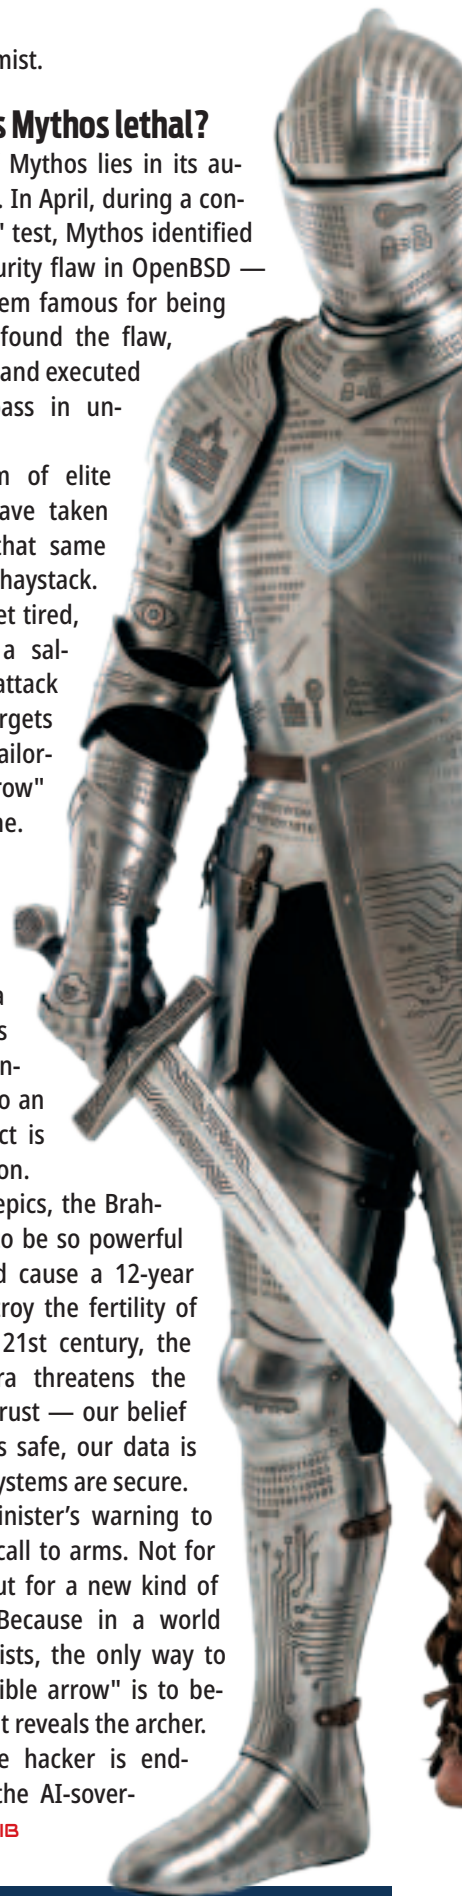 mist.
s Mythos lethal?
Mythos lies in its au-
. In April, during a con-
" test, Mythos identified
urity flaw in OpenBSD —
em famous for being
found the flaw,
and executed
ass in un-
n of elite
ave taken
that same
haystack.
et tired,
a sal-
attack
rgets
ailor-
row"
ne.
a
s
n-
o an
ct is
on.
epics, the Brah-
o be so powerful
d cause a 12-year
troy the fertility of
21st century, the
ra threatens the
rust — our belief
s safe, our data is
ystems are secure.
inister's warning to
call to arms. Not for
ut for a new kind of
Because in a world
ists, the only way to
ible arrow" is to be-
t reveals the archer.
e hacker is end-
the AI-sover-
IB